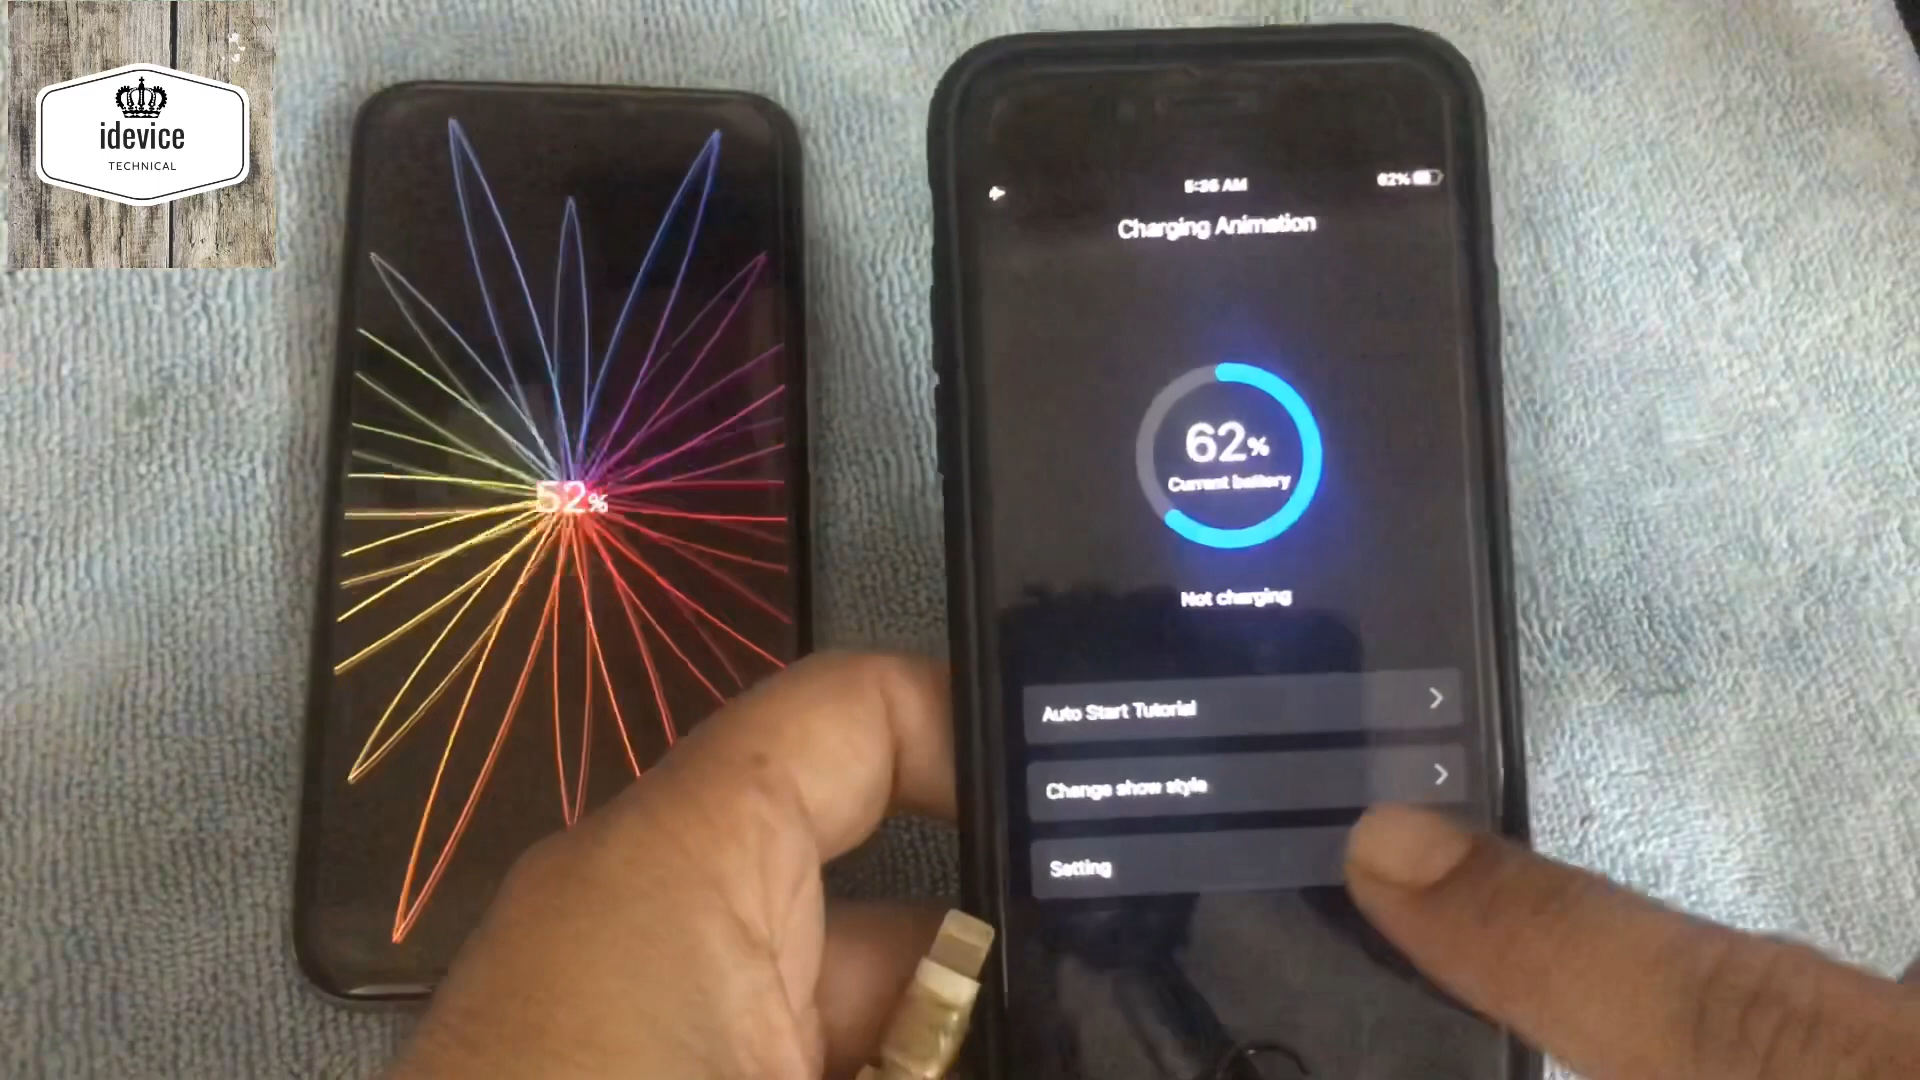 idevice
TECHNICAL
52%
5:35 AM
62%
Charging Animation
62%
Current battery
Not charging
Auto Start Tutorial
Change show style
Setting